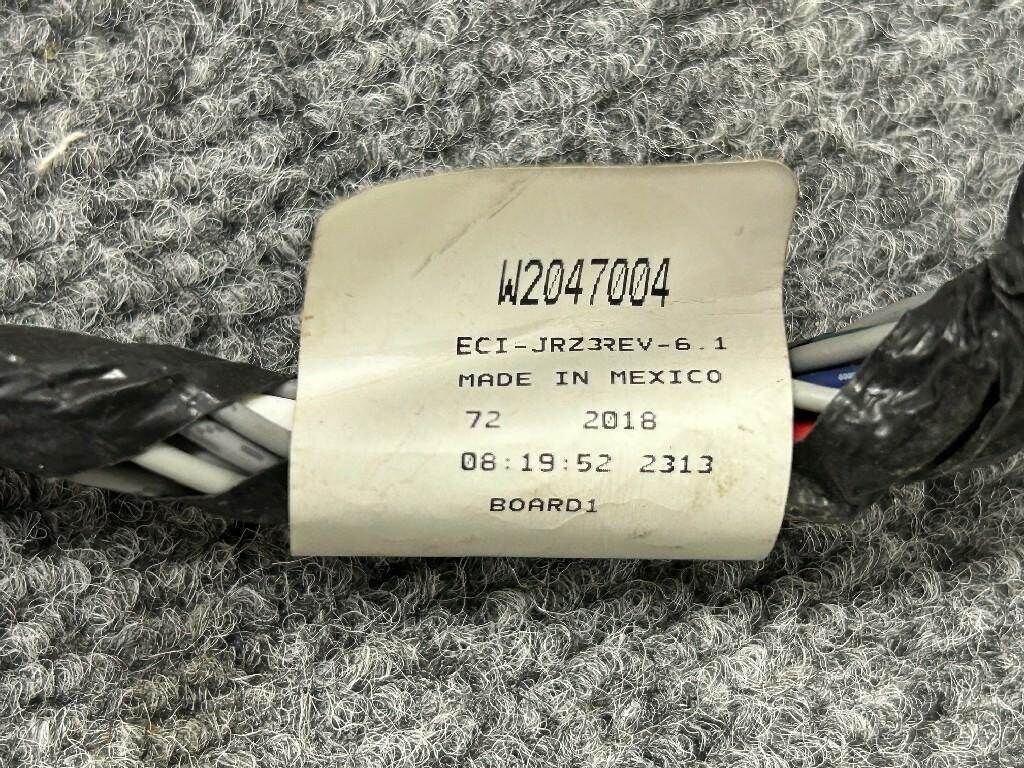 W2047004
ECI-JRZ3REV-6.1
MADE IN MEXICO
72 2018
08:19:52 2313
BOARD1